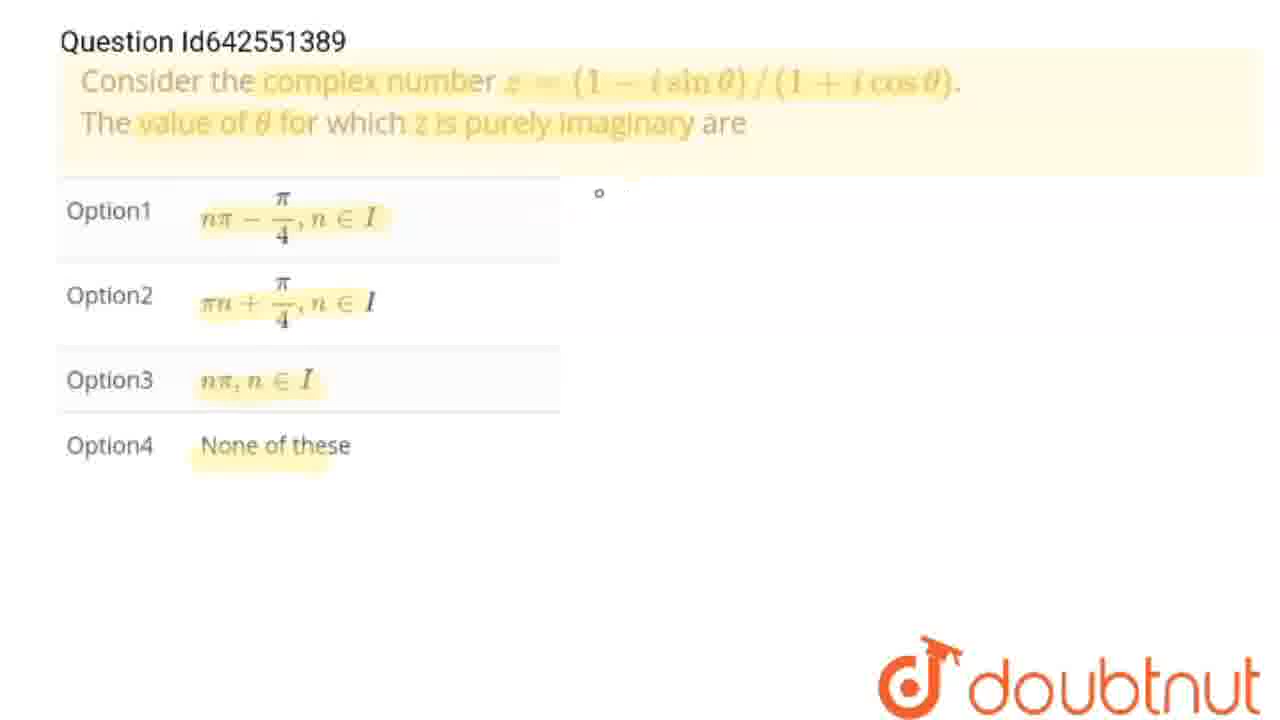 Question Id642551389
Consider the complex number z = (1 − i sin θ)/(1 + i cos θ).
The value of θ for which z is purely imaginary are
Option1 nπ − π/4, n ∈ I
Option2 πn + π/4, n ∈ I
Option3 nπ, n ∈ I
Option4 None of these
doubtnut